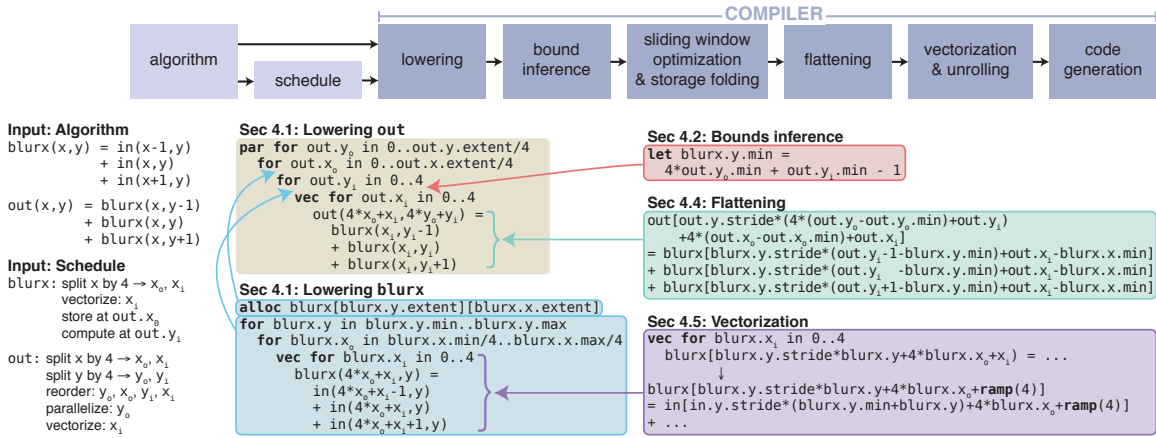 COMPILER
algorithm
schedule
lowering
bound
inference
sliding window
optimization
& storage folding
flattening
vectorization
& unrolling
code
generation
Input: Algorithm
blurx(x,y) = in(x-1,y)
+ in(x,y)
+ in(x+1,y)
out(x,y) = blurx(x,y-1)
+ blurx(x,y)
+ blurx(x,y+1)
Input: Schedule
blurx: split x by 4 → xₒ, xᵢ
vectorize: xᵢ
store at out.x₀
compute at out.yᵢ
out: split x by 4 → xₒ, xᵢ
split y by 4 → yₒ, yᵢ
reorder: yₒ, xₒ, yᵢ, xᵢ
parallelize: yₒ
vectorize: xᵢ
Sec 4.1: Lowering out
par for out.yₒ in 0..out.y.extent/4
for out.xₒ in 0..out.x.extent/4
for out.yᵢ in 0..4
vec for out.xᵢ in 0..4
out(4*xₒ+xᵢ,4*yₒ+yᵢ) =
blurx(xᵢ,yᵢ-1)
+ blurx(xᵢ,yᵢ)
+ blurx(xᵢ,yᵢ+1)
Sec 4.1: Lowering blurx
alloc blurx[blurx.y.extent][blurx.x.extent]
for blurx.y in blurx.y.min..blurx.y.max
for blurx.xₒ in blurx.x.min/4..blurx.x.max/4
vec for blurx.xᵢ in 0..4
blurx(4*xₒ+xᵢ,y) =
in(4*xₒ+xᵢ-1,y)
+ in(4*xₒ+xᵢ,y)
+ in(4*xₒ+xᵢ+1,y)
Sec 4.2: Bounds inference
let blurx.y.min =
4*out.yₒ.min + out.yᵢ.min - 1
Sec 4.4: Flattening
out[out.y.stride*(4*(out.yₒ-out.yₒ.min)+out.yᵢ)
+4*(out.xₒ-out.xₒ.min)+out.xᵢ]
= blurx[blurx.y.stride*(out.yᵢ-1-blurx.y.min)+out.xᵢ-blurx.x.min]
+ blurx[blurx.y.stride*(out.yᵢ  -blurx.y.min)+out.xᵢ-blurx.x.min]
+ blurx[blurx.y.stride*(out.yᵢ+1-blurx.y.min)+out.xᵢ-blurx.x.min]
Sec 4.5: Vectorization
vec for blurx.xᵢ in 0..4
blurx[blurx.y.stride*blurx.y+4*blurx.xₒ+xᵢ] = ...
↓
blurx[blurx.y.stride*blurx.y+4*blurx.xₒ+ramp(4)]
= in[in.y.stride*(blurx.y.min+blurx.y)+4*blurx.xₒ+ramp(4)]
+ ...